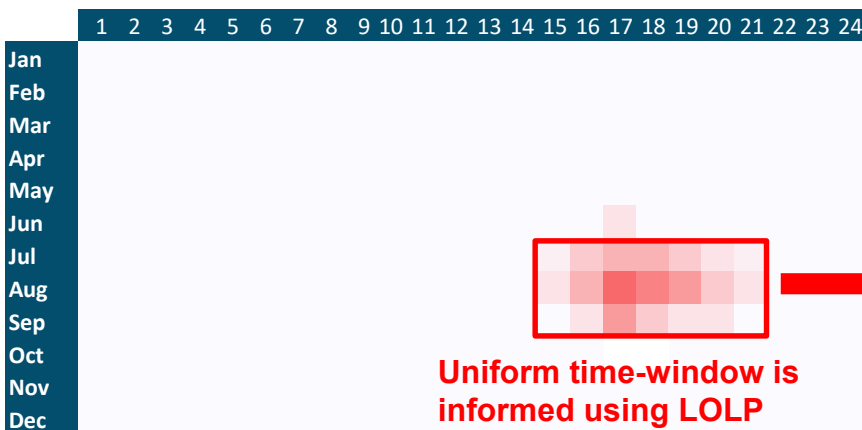 1 2 3 4 5 6 7 8 9 10 11 12 13 14 15 16 17 18 19 20 21 22 23 24
Jan
Feb
Mar
Apr
May
Jun
Jul
Aug
Sep
Oct
Nov
Dec
Uniform time-window is
informed using LOLP